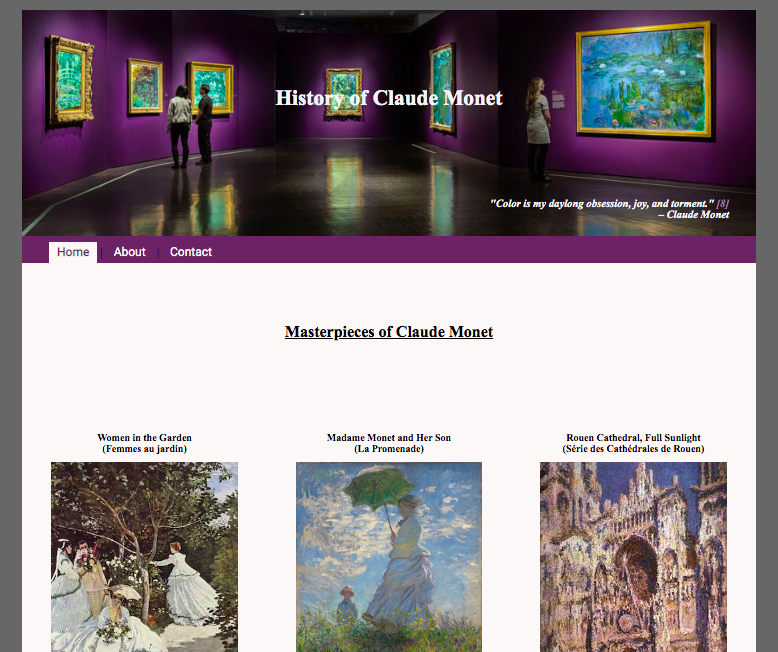 History of Claude Monet
"Color is my daylong obsession, joy, and torment." [8]
– Claude Monet
Home | About | Contact
Masterpieces of Claude Monet
Women in the Garden
(Femmes au jardin)
Madame Monet and Her Son
(La Promenade)
Rouen Cathedral, Full Sunlight
(Série des Cathédrales de Rouen)